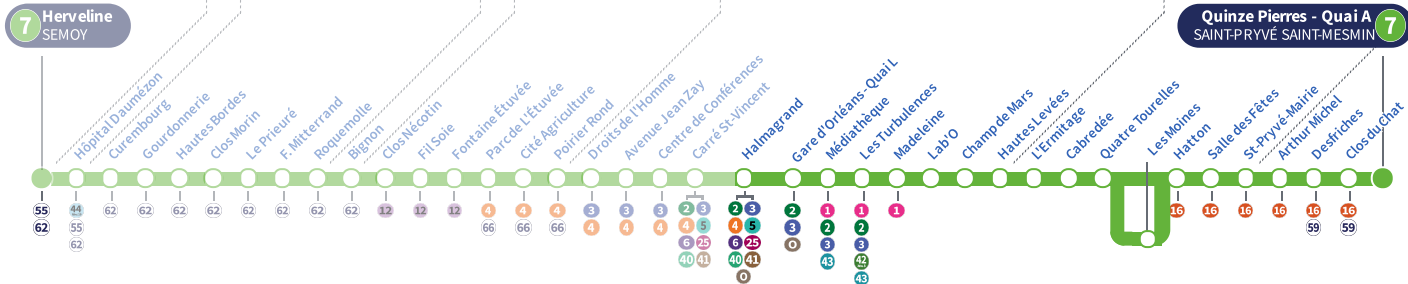 7 Herveline
SEMOY
Quinze Pierres - Quai A 7
SAINT-PRYVÉ SAINT-MESMIN
Hôpital Daumézon
Curembourg
Gourdonnerie
Hautes Bordes
Clos Morin
Le Prieuré
F. Mitterrand
Roquemolle
Bignon
Clos Nécotin
Fil Soie
Fontaine Étuvée
Parc de L'Étuvée
Cité Agriculture
Poirier Rond
Droits de l'Homme
Avenue Jean Zay
Centre de Conférences
Carré St-Vincent
Halmagrand
Gare d'Orléans - Quai L
Médiathèque
Les Turbulences
Madeleine
Lab'O
Champ de Mars
Hautes Levées
L'Ermitage
Cabredée
Quatre Tourelles
Les Moines
Hatton
Salle des Fêtes
St-Pryvé-Mairie
Arthur Michel
Desfriches
Clos du Chat
55 44 62 62 62 62 62 62 62 62 12 12 12 4 4 4 3 3 3 2 3 2 3 2 1 1 1 16 16 16 16 16 16
62 55 66 66 66 4 4 4 4 5 4 5 3 2 2 59 59
62 6 25 6 25 O 3 3
40 41 40 41 43 42
O 43